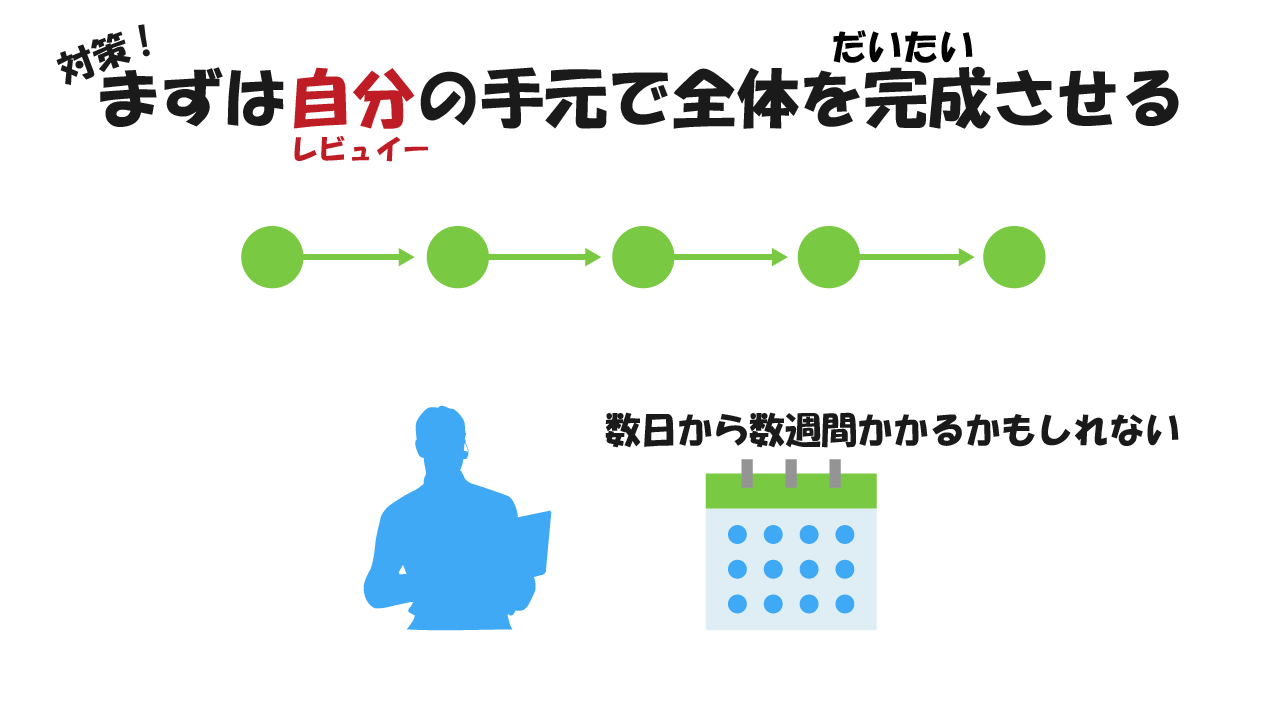 対策！
だいたい
まずは自分の手元で全体を完成させる
レビュイー
数日から数週間かかるかもしれない